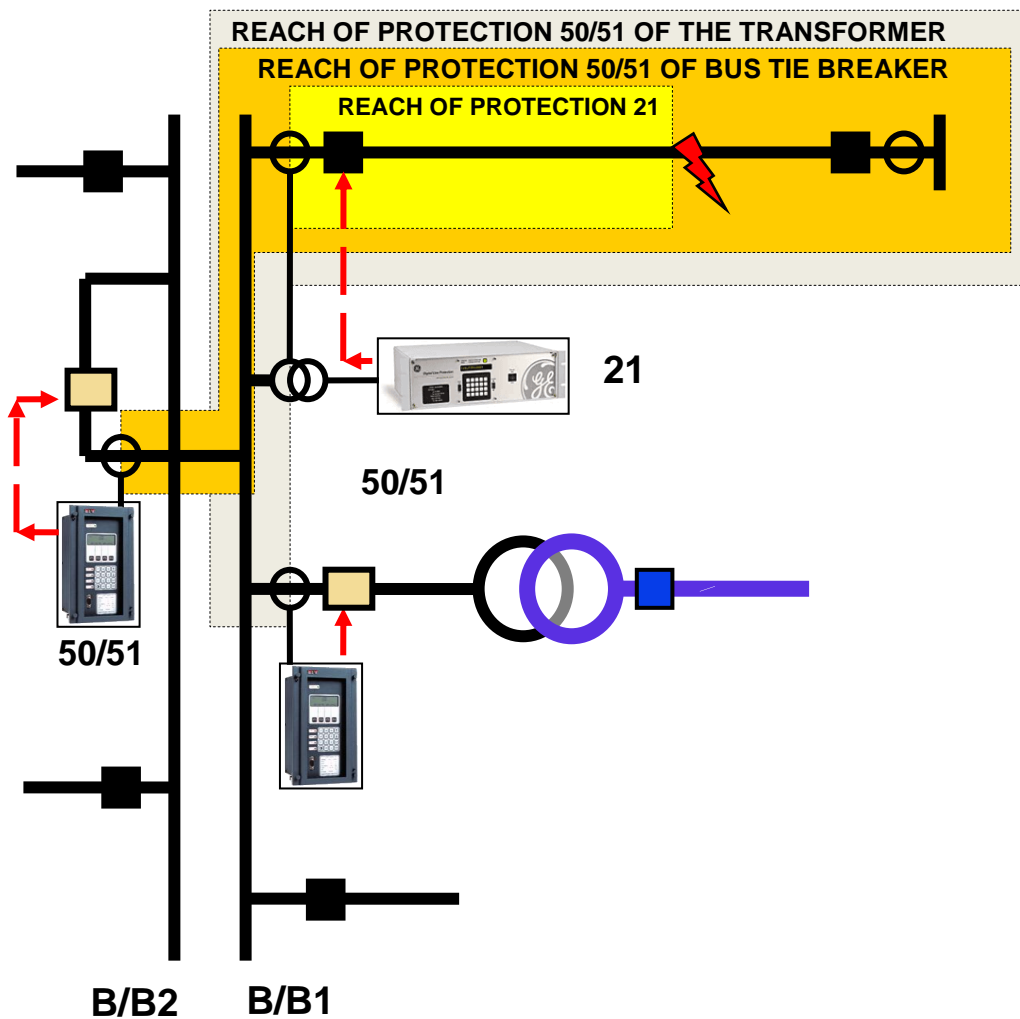 REACH OF PROTECTION 50/51 OF THE TRANSFORMER
REACH OF PROTECTION 50/51 OF BUS TIE BREAKER
REACH OF PROTECTION 21
21
50/51
50/51
B/B2
B/B1